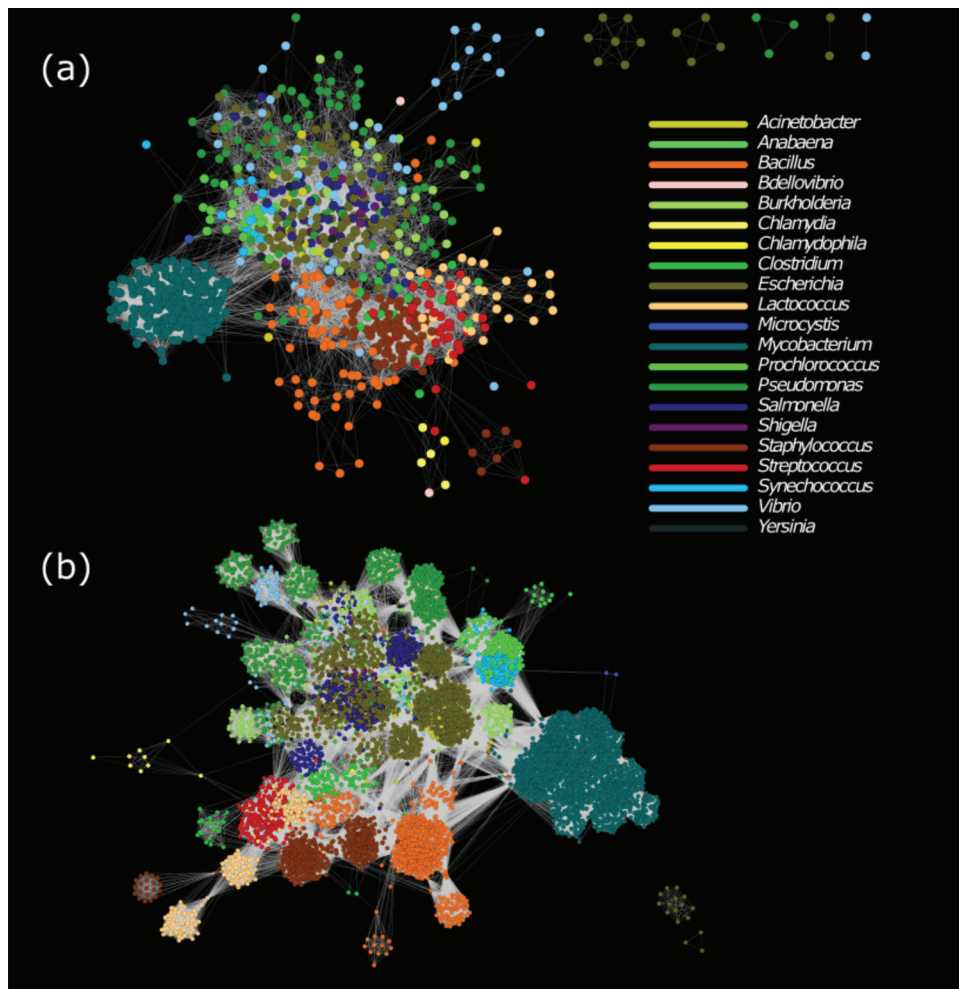 (a)
Acinetobacter
Anabaena
Bacillus
Bdellovibrio
Burkholderia
Chlamydia
Chlamydophila
Clostridium
Escherichia
Lactococcus
Microcystis
Mycobacterium
Prochlorococcus
Pseudomonas
Salmonella
Shigella
Staphylococcus
Streptococcus
Synechococcus
Vibrio
Yersinia
(b)